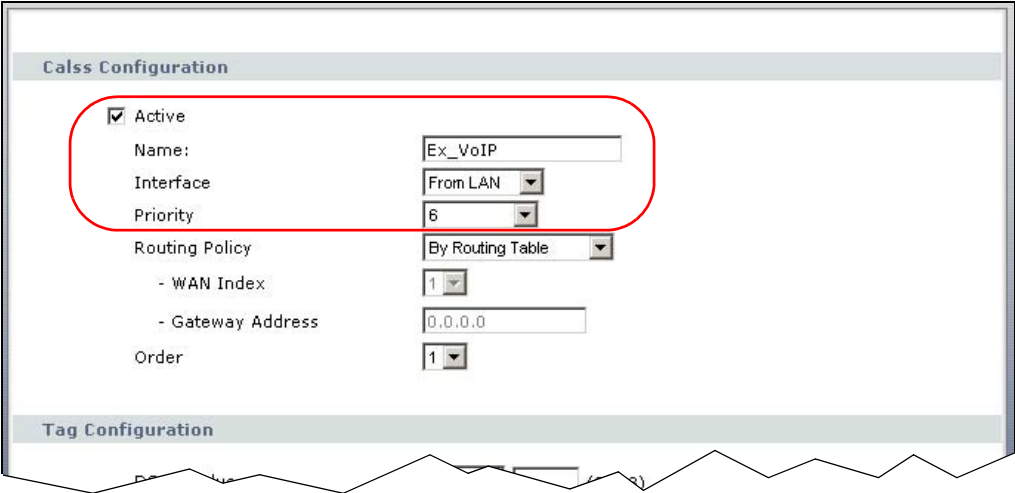 Calss Configuration
Active
Name: Ex_VoIP
Interface From LAN
Priority 6
Routing Policy By Routing Table
- WAN Index 1
- Gateway Address 0.0.0.0
Order 1
Tag Configuration